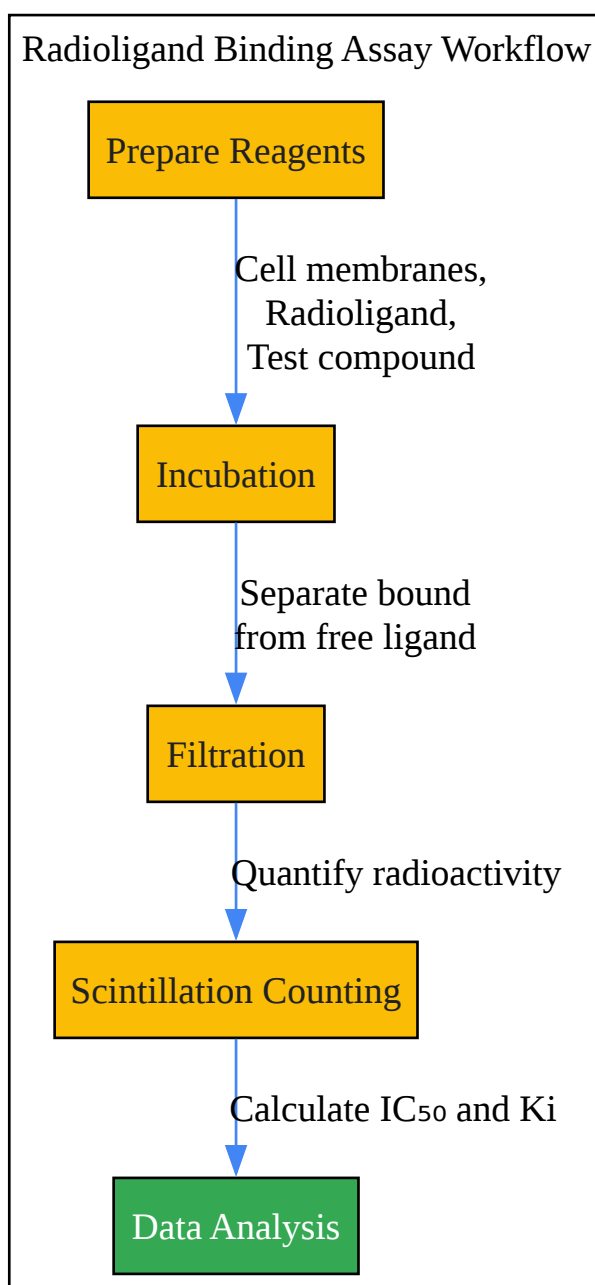 Radioligand Binding Assay Workflow
Prepare Reagents
Cell membranes,
Radioligand,
Test compound
Incubation
Separate bound
from free ligand
Filtration
Quantify radioactivity
Scintillation Counting
Calculate IC₅₀ and Ki
Data Analysis